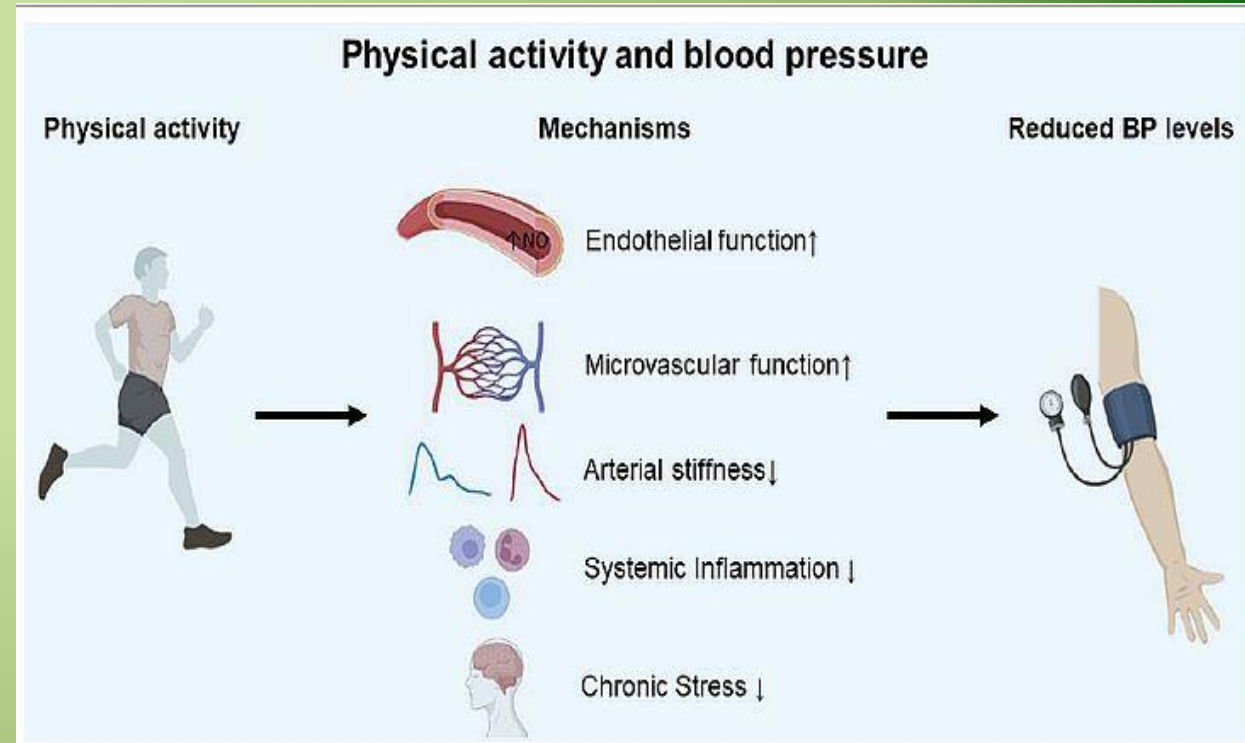 Physical activity and blood pressure
Physical activity
Mechanisms
Reduced BP levels
↑NO
Endothelial function↑
Microvascular function↑
Arterial stiffness↓
Systemic Inflammation ↓
Chronic Stress ↓